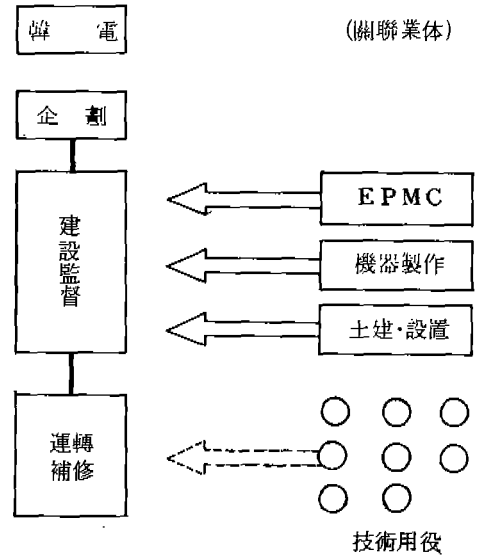 韓電
(關聯業体)
企劃
建設監督
EPMC
機器製作
土建·設置
運轉
補修
技術用役